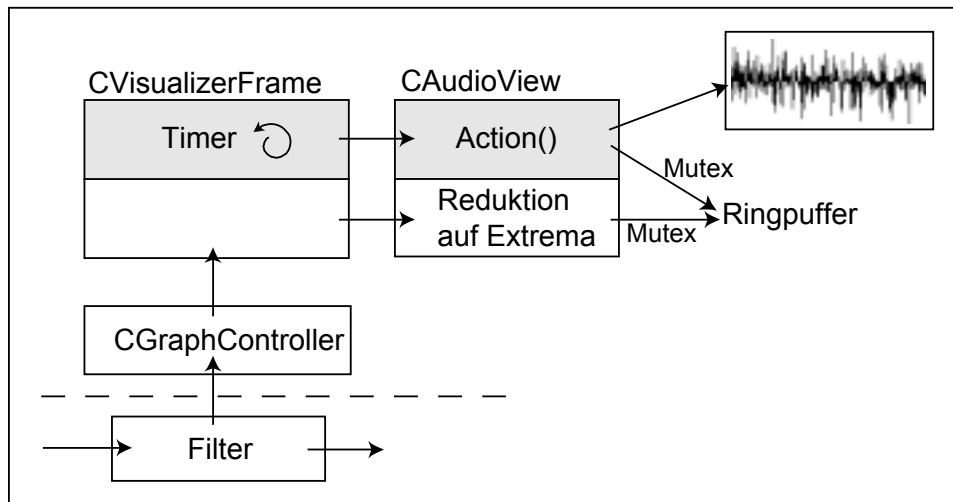 CVisualizerFrame
CAudioView
Timer
Action()
Mutex
Reduktion
auf Extrema
Mutex
Ringpuffer
CGraphController
Filter